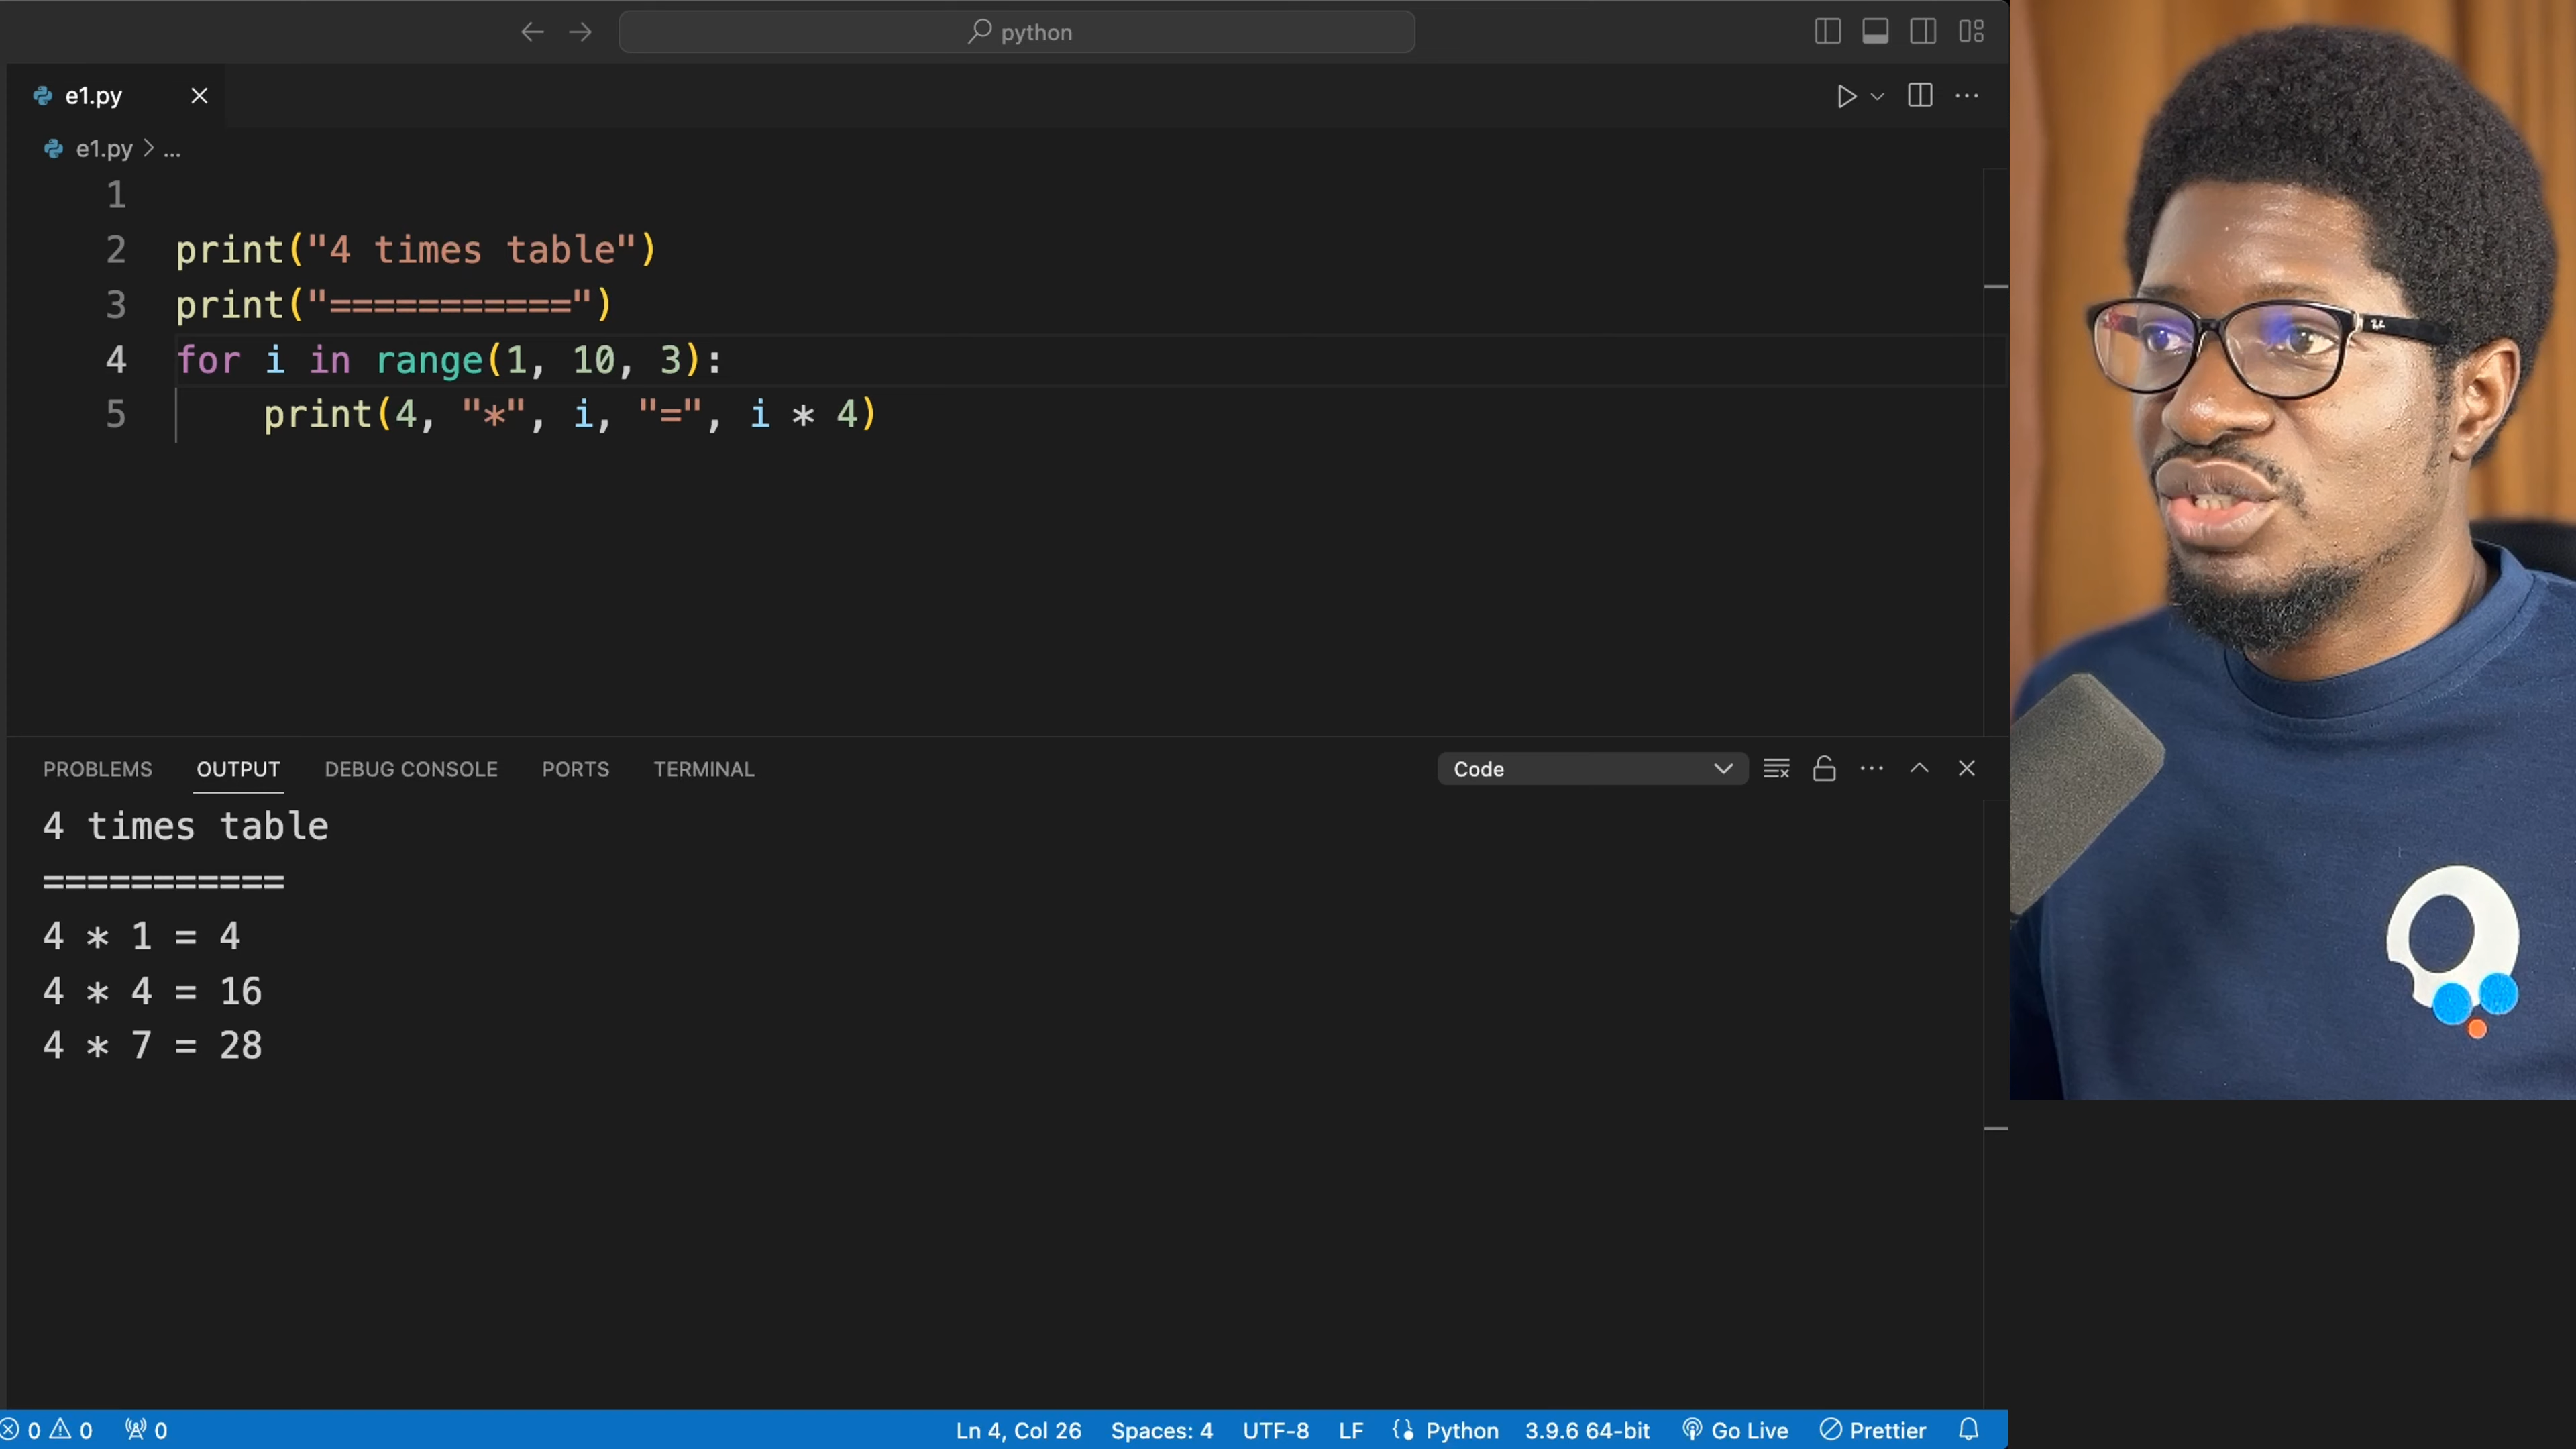 python
e1.py
e1.py > ...
1
2 print("4 times table")
3 print("===========")
4 for i in range(1, 10, 3):
5     print(4, "*", i, "=", i * 4)
PROBLEMS OUTPUT DEBUG CONSOLE PORTS TERMINAL Code
4 times table
===========
4 * 1 = 4
4 * 4 = 16
4 * 7 = 28
0 0 0 Ln 4, Col 26 Spaces: 4 UTF-8 LF Python 3.9.6 64-bit Go Live Prettier